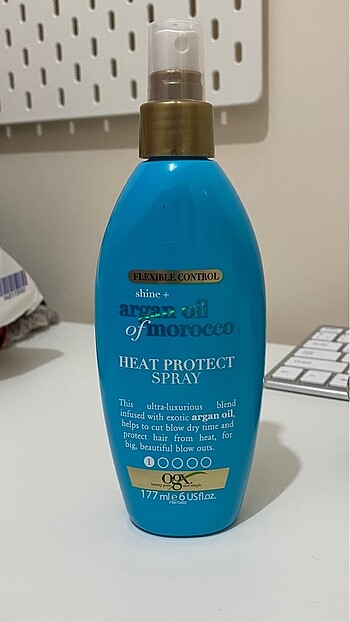 FLEXIBLE CONTROL
shine +
argan oil
of morocco
HEAT PROTECT
SPRAY
This ultra-luxurious blend
infused with exotic argan oil,
helps to cut blow dry time and
protect hair from heat, for
big, beautiful blow outs.
1
ogx
177 ml e 6 US fl oz.